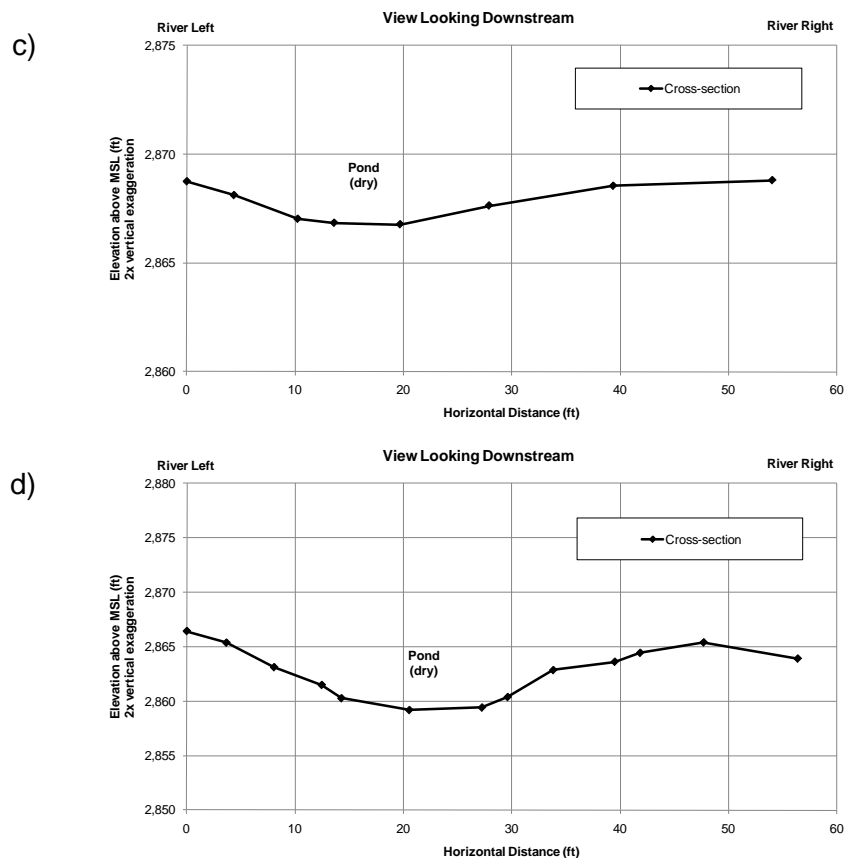 c)
View Looking Downstream
River Left
River Right
2,875
2,870
2,865
2,860
Elevation above MSL (ft)
2x vertical exaggeration
Cross-section
Pond
(dry)
0 10 20 30 40 50 60
Horizontal Distance (ft)
d)
View Looking Downstream
River Left
River Right
2,880
2,875
2,870
2,865
2,860
2,855
2,850
Elevation above MSL (ft)
2x vertical exaggeration
Cross-section
Pond
(dry)
0 10 20 30 40 50 60
Horizontal Distance (ft)